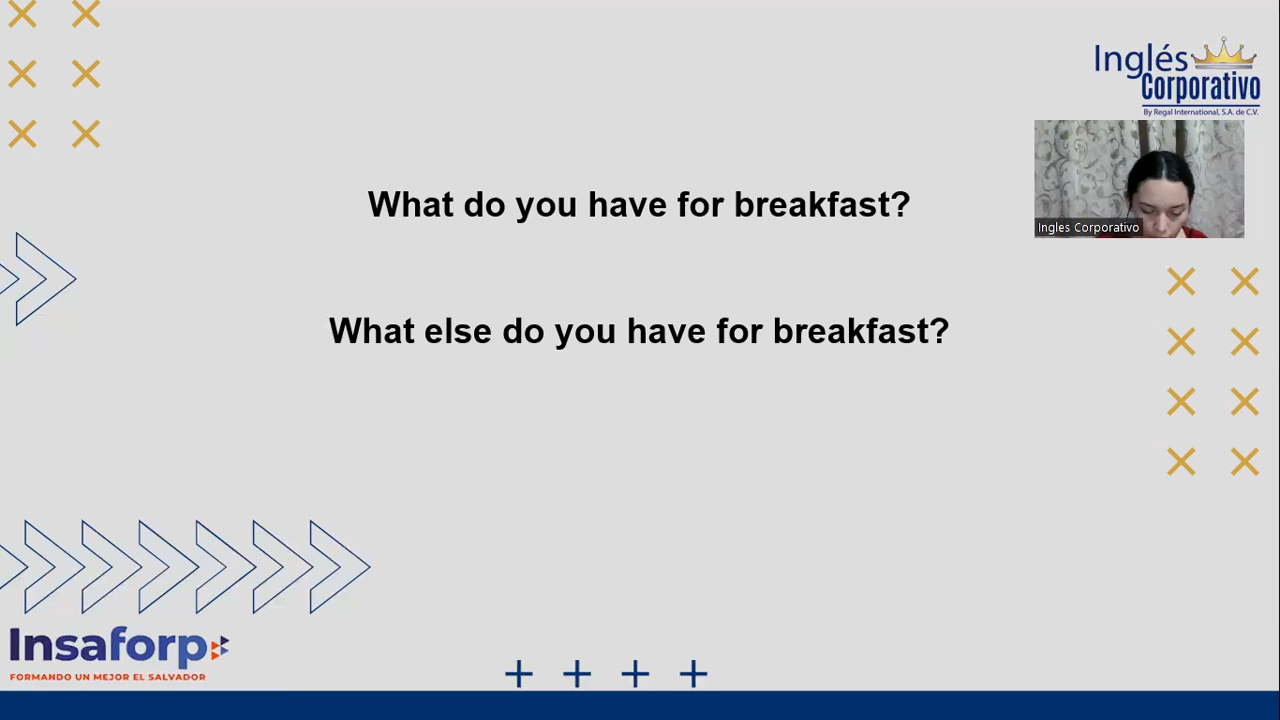 Inglés
Corporativo
By Regal International, S.A. de C.V.
What do you have for breakfast?
Ingles Corporativo
What else do you have for breakfast?
Insaforp
FORMANDO UN MEJOR EL SALVADOR